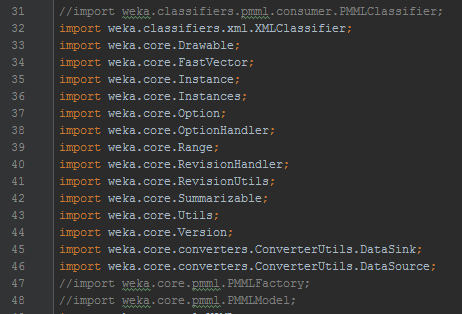 31 //import weka.classifiers.pmml.consumer.PMMLClassifier;
32 import weka.classifiers.xml.XMLClassifier;
33 import weka.core.Drawable;
34 import weka.core.FastVector;
35 import weka.core.Instance;
36 import weka.core.Instances;
37 import weka.core.Option;
38 import weka.core.OptionHandler;
39 import weka.core.Range;
40 import weka.core.RevisionHandler;
41 import weka.core.RevisionUtils;
42 import weka.core.Summarizable;
43 import weka.core.Utils;
44 import weka.core.Version;
45 import weka.core.converters.ConverterUtils.DataSink;
46 import weka.core.converters.ConverterUtils.DataSource;
47 //import weka.core.pmml.PMMLFactory;
48 //import weka.core.pmml.PMMLModel;